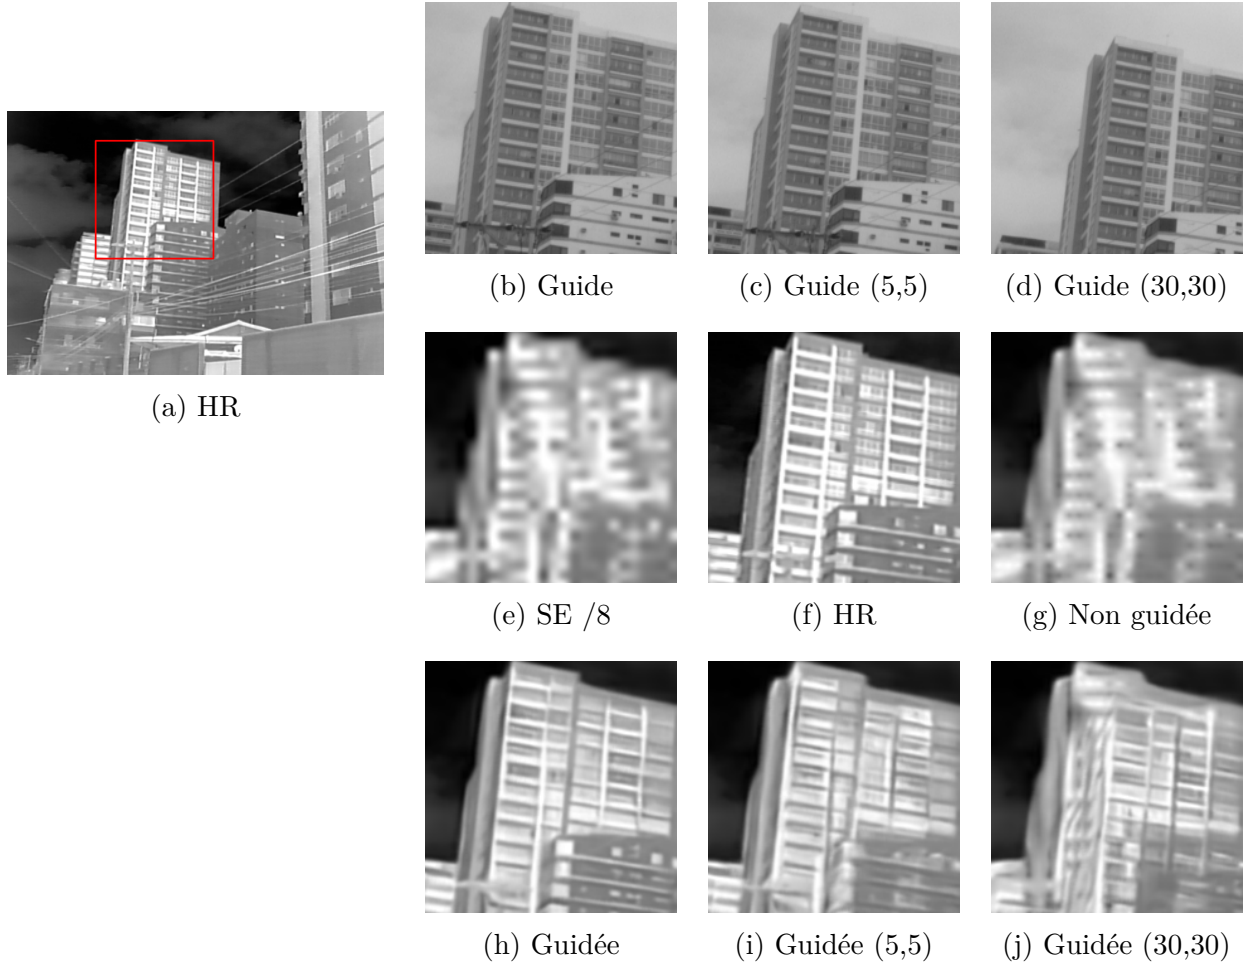 (a) HR
(b) Guide
(c) Guide (5,5)
(d) Guide (30,30)
(e) SE /8
(f) HR
(g) Non guidée
(h) Guidée
(i) Guidée (5,5)
(j) Guidée (30,30)